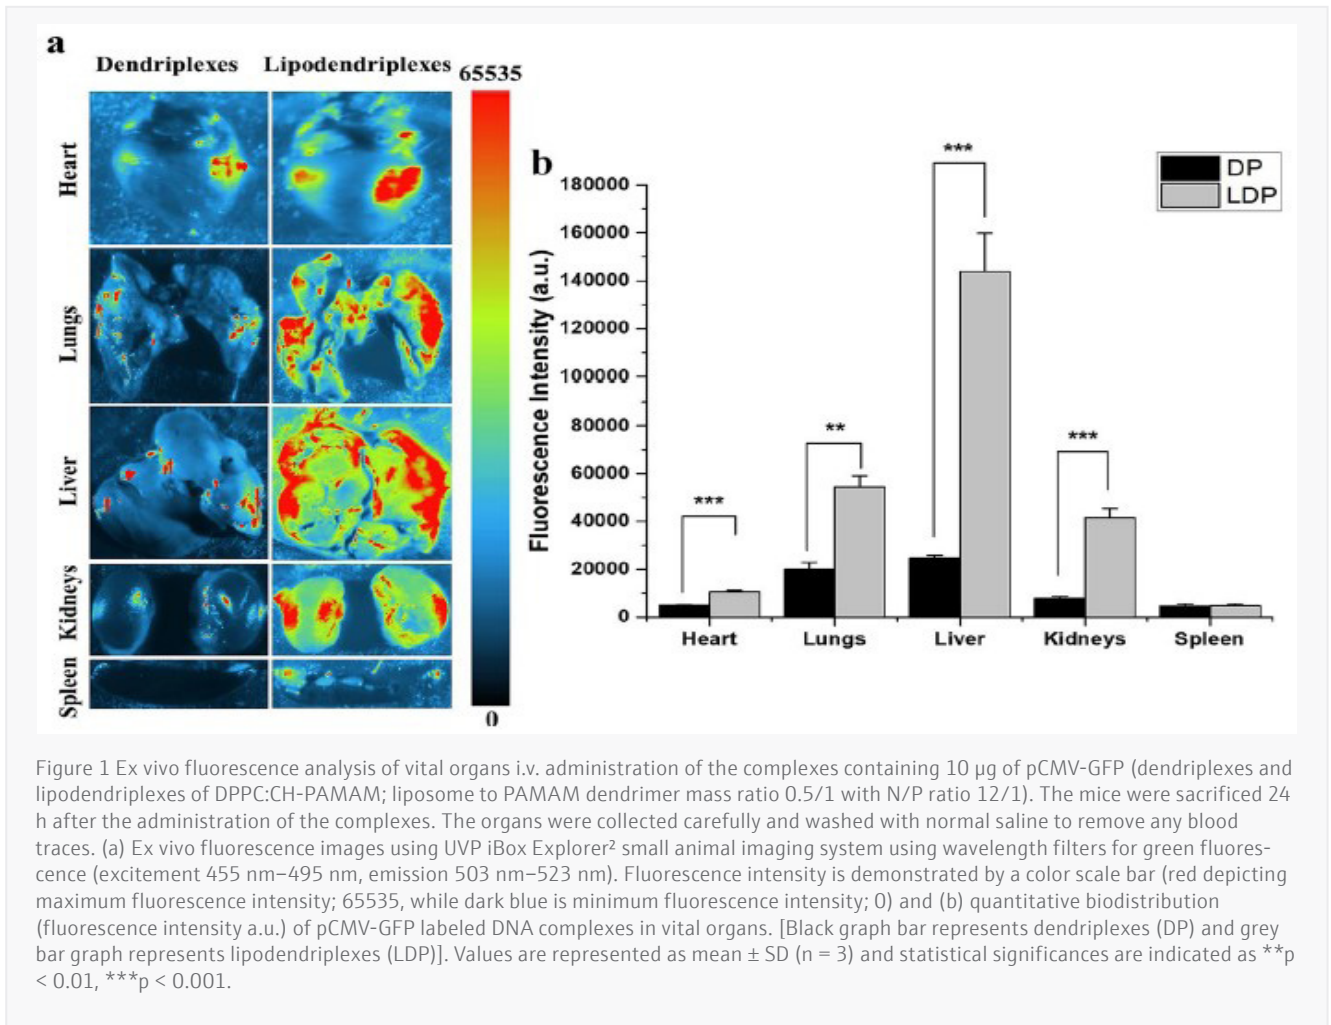 a
Dendriplexes Lipodendriplexes 65535
Heart
Lungs
Liver
Kidneys
Spleen
0
b
DP
LDP
Fluorescence Intensity (a.u.)
180000
160000
140000
120000
100000
80000
60000
40000
20000
0
***
**
***
***
Heart Lungs Liver Kidneys Spleen
Figure 1 Ex vivo fluorescence analysis of vital organs i.v. administration of the complexes containing 10 µg of pCMV-GFP (dendriplexes and
lipodendriplexes of DPPC:CH-PAMAM; liposome to PAMAM dendrimer mass ratio 0.5/1 with N/P ratio 12/1). The mice were sacrificed 24
h after the administration of the complexes. The organs were collected carefully and washed with normal saline to remove any blood
traces. (a) Ex vivo fluorescence images using UVP iBox Explorer² small animal imaging system using wavelength filters for green fluores-
cence (excitement 455 nm–495 nm, emission 503 nm–523 nm). Fluorescence intensity is demonstrated by a color scale bar (red depicting
maximum fluorescence intensity; 65535, while dark blue is minimum fluorescence intensity; 0) and (b) quantitative biodistribution
(fluorescence intensity a.u.) of pCMV-GFP labeled DNA complexes in vital organs. [Black graph bar represents dendriplexes (DP) and grey
bar graph represents lipodendriplexes (LDP)]. Values are represented as mean ± SD (n = 3) and statistical significances are indicated as **p
< 0.01, ***p < 0.001.